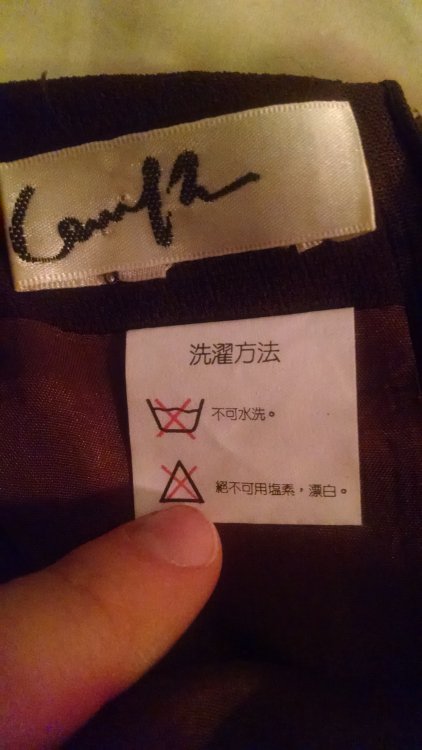 洗濯方法
不可水洗。
絕不可用塩素，漂白。